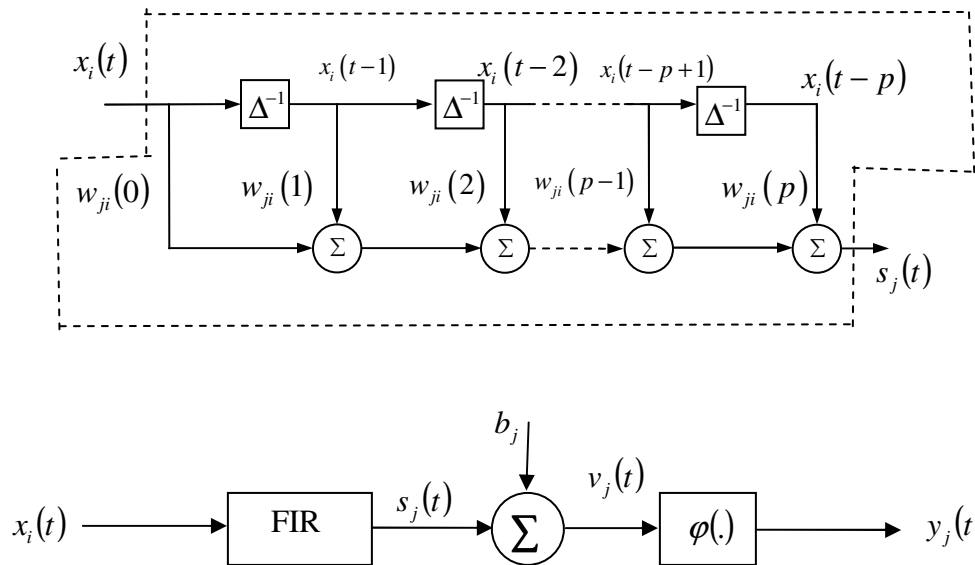 x_i(t)
x_i(t−1)
x_i(t−2)
x_i(t−p+1)
x_i(t−p)
Δ⁻¹
Δ⁻¹
Δ⁻¹
w_ji(0)
w_ji(1)
w_ji(2)
w_ji(p−1)
w_ji(p)
Σ
Σ
Σ
Σ
s_j(t)
b_j
x_i(t)
FIR
s_j(t)
Σ
v_j(t)
φ(.)
y_j(t